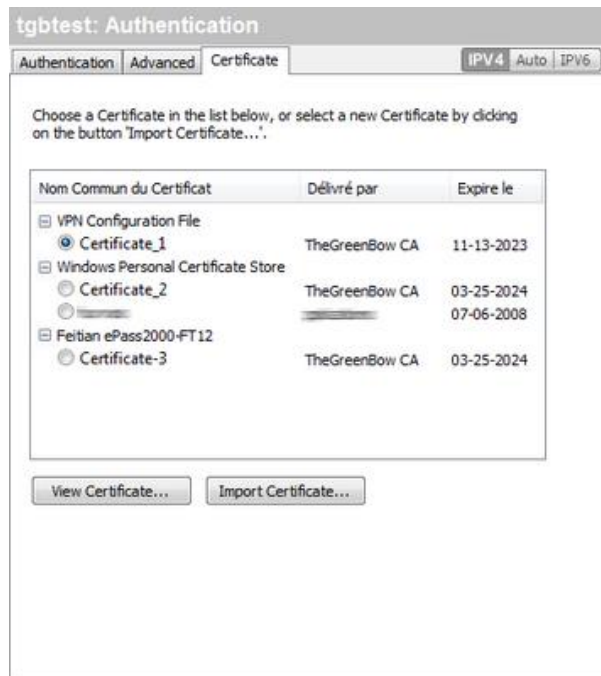 tgbtest: Authentication
Authentication Advanced Certificate IPV4 Auto IPV6
Choose a Certificate in the list below, or select a new Certificate by clicking
on the button 'Import Certificate...'.
Nom Commun du Certificat Délivré par Expire le
VPN Configuration File
Certificate_1 TheGreenBow CA 11-13-2023
Windows Personal Certificate Store
Certificate_2 TheGreenBow CA 03-25-2024
07-06-2008
Feitian ePass2000-FT12
Certificate-3 TheGreenBow CA 03-25-2024
View Certificate... Import Certificate...